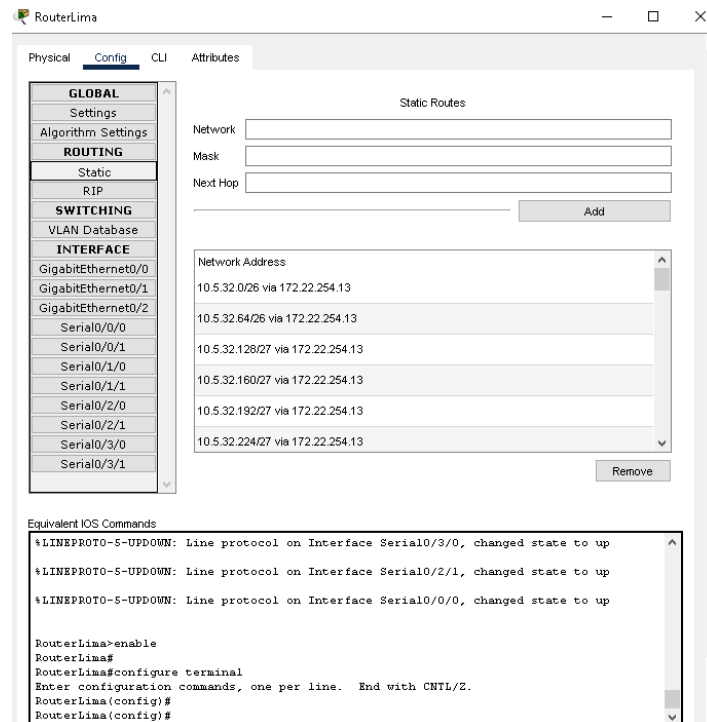 RouterLima
Physical Config CLI Attributes
GLOBAL
Settings
Algorithm Settings
ROUTING
Static
RIP
SWITCHING
VLAN Database
INTERFACE
GigabitEthernet0/0
GigabitEthernet0/1
GigabitEthernet0/2
Serial0/0/0
Serial0/0/1
Serial0/1/0
Serial0/1/1
Serial0/2/0
Serial0/2/1
Serial0/3/0
Serial0/3/1
Static Routes
Network
Mask
Next Hop
Add
Network Address
10.5.32.0/26 via 172.22.254.13
10.5.32.64/26 via 172.22.254.13
10.5.32.128/27 via 172.22.254.13
10.5.32.160/27 via 172.22.254.13
10.5.32.192/27 via 172.22.254.13
10.5.32.224/27 via 172.22.254.13
Remove
Equivalent IOS Commands
%LINEPROTO-5-UPDOWN: Line protocol on Interface Serial0/3/0, changed state to up
%LINEPROTO-5-UPDOWN: Line protocol on Interface Serial0/2/1, changed state to up
%LINEPROTO-5-UPDOWN: Line protocol on Interface Serial0/0/0, changed state to up
RouterLima>enable
RouterLima#
RouterLima#configure terminal
Enter configuration commands, one per line. End with CNTL/Z.
RouterLima(config)#
RouterLima(config)#